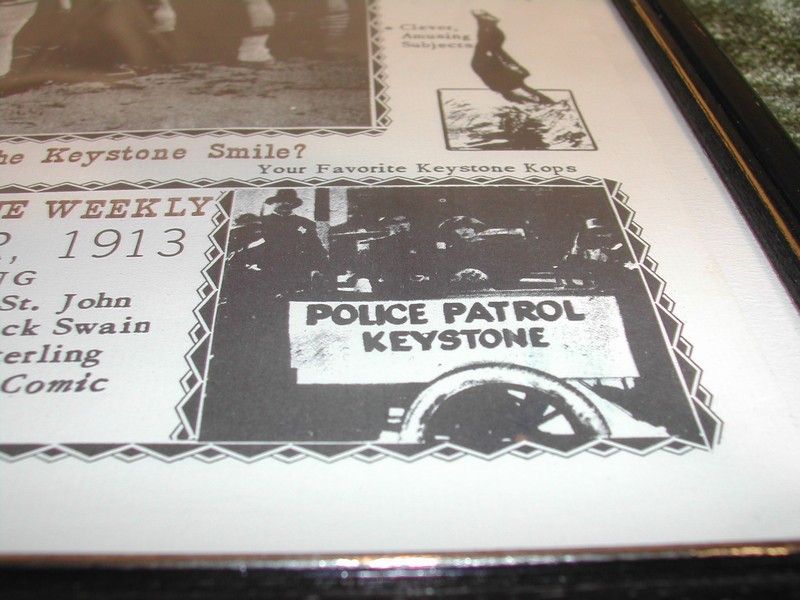 Clever,
Amusing
Subjects
he Keystone Smile?
Your Favorite Keystone Kops
E WEEKLY
, 1913
G
St. John
ck Swain
erling
Comic
POLICE PATROL
KEYSTONE